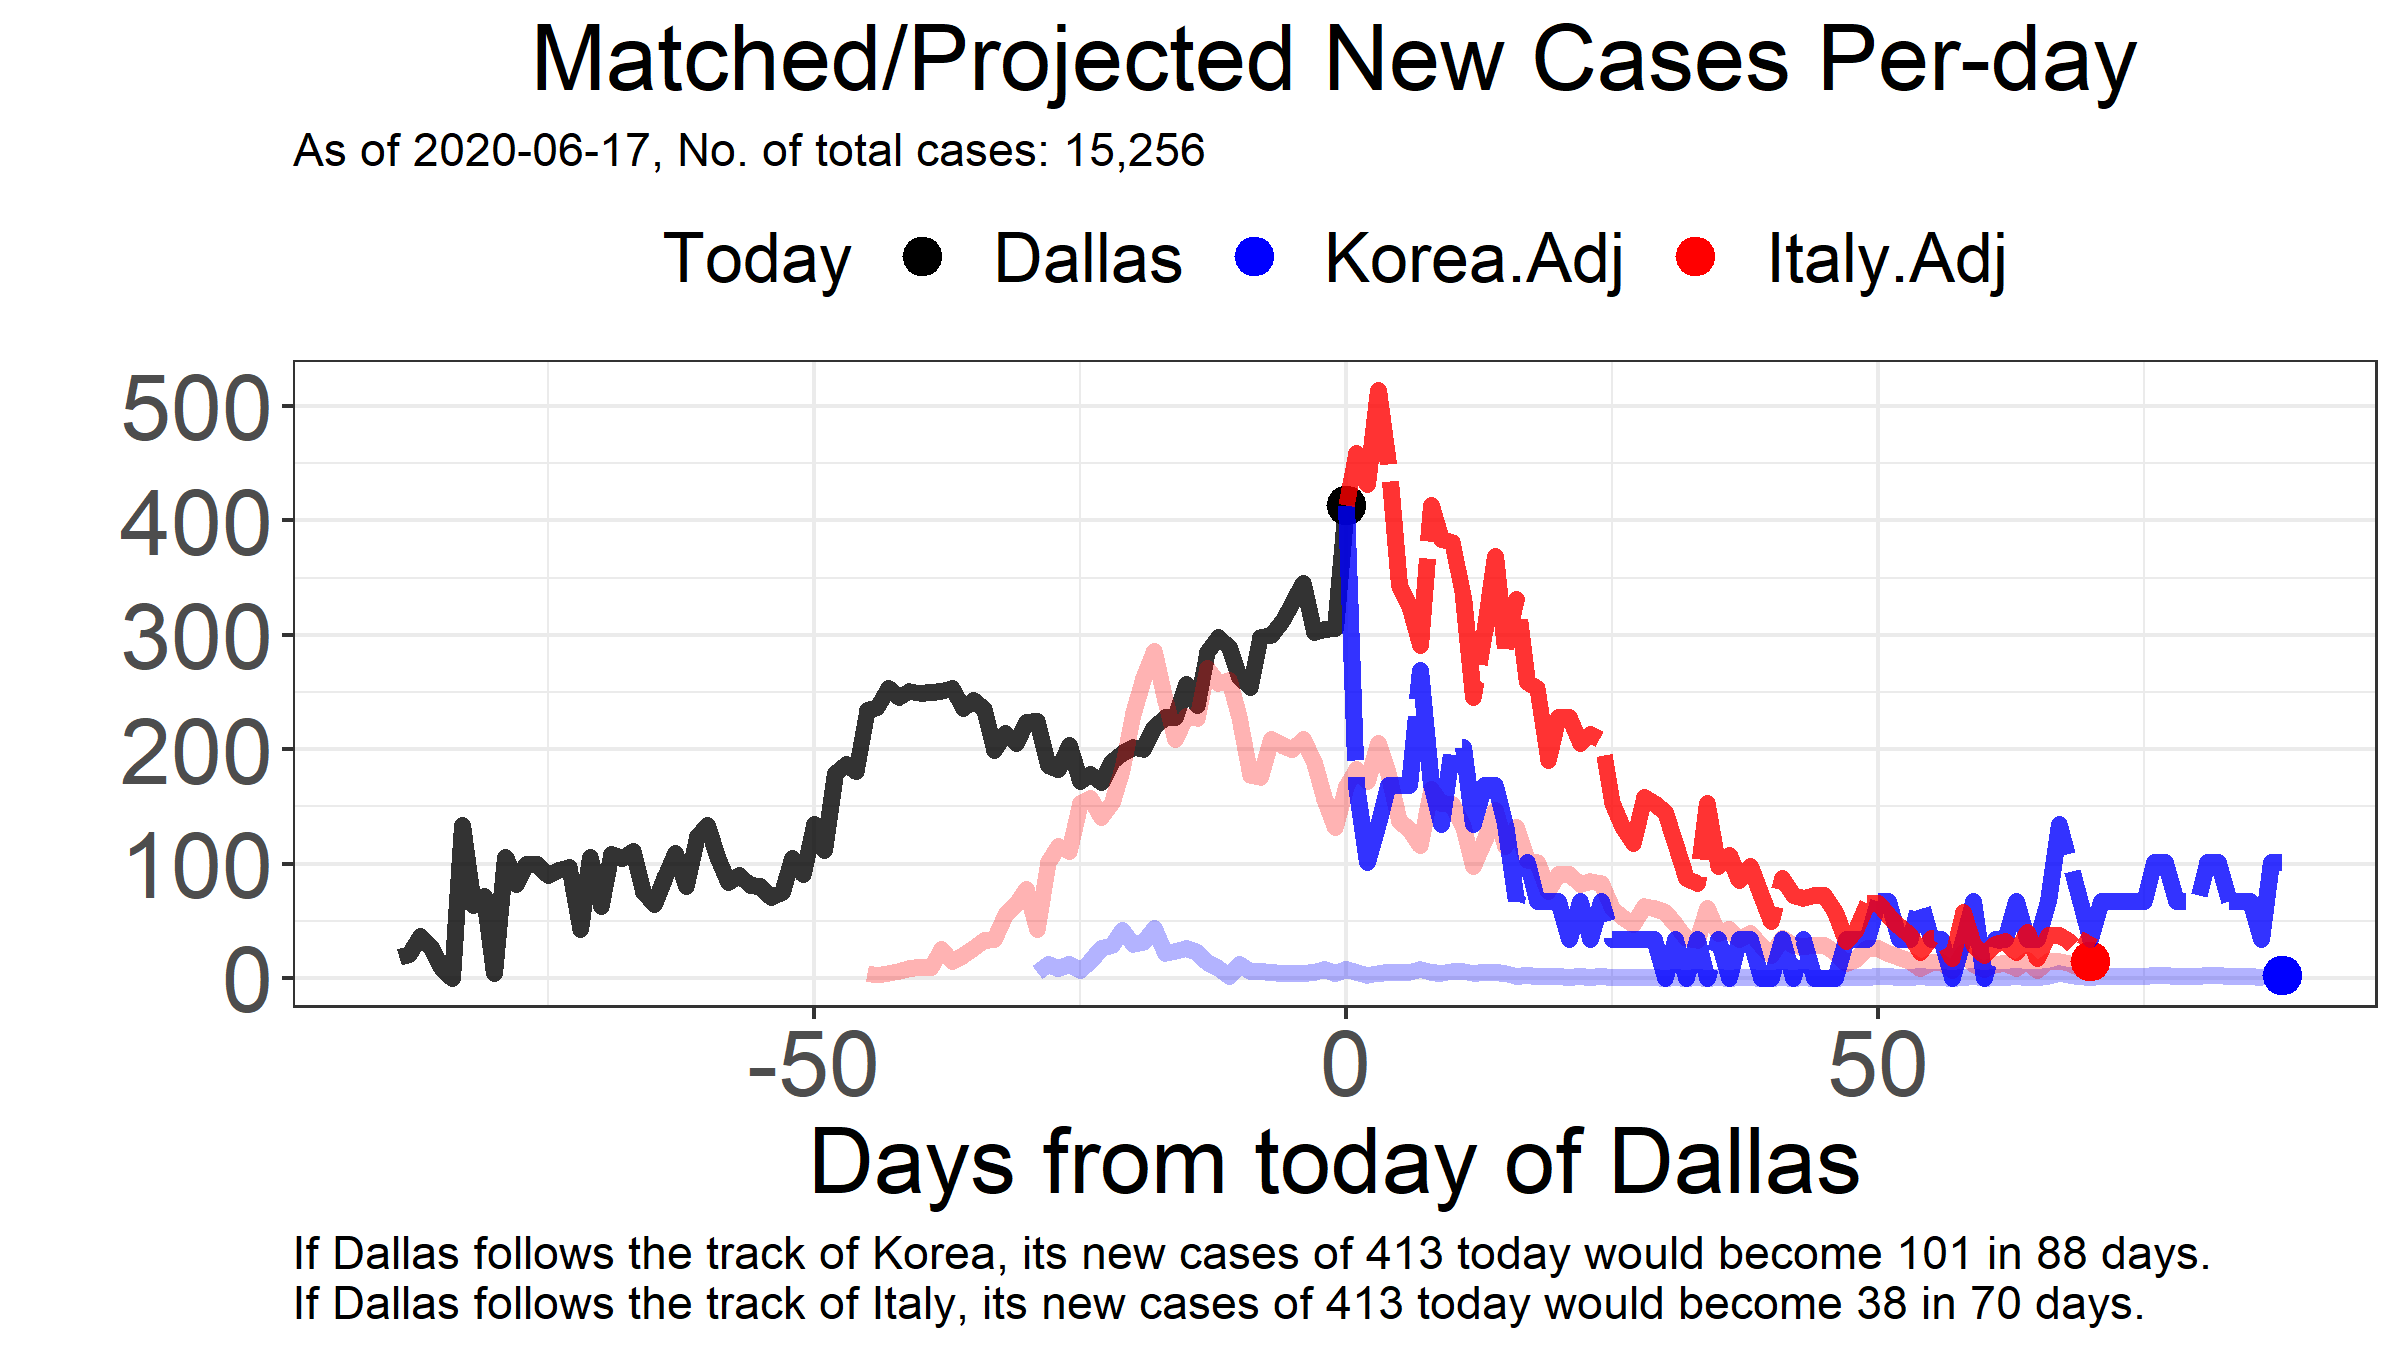 Matched/Projected New Cases Per-day
As of 2020-06-17, No. of total cases: 15,256
Today Dallas Korea.Adj Italy.Adj
500
400
300
200
100
0
-50 0 50
Days from today of Dallas
If Dallas follows the track of Korea, its new cases of 413 today would become 101 in 88 days.
If Dallas follows the track of Italy, its new cases of 413 today would become 38 in 70 days.